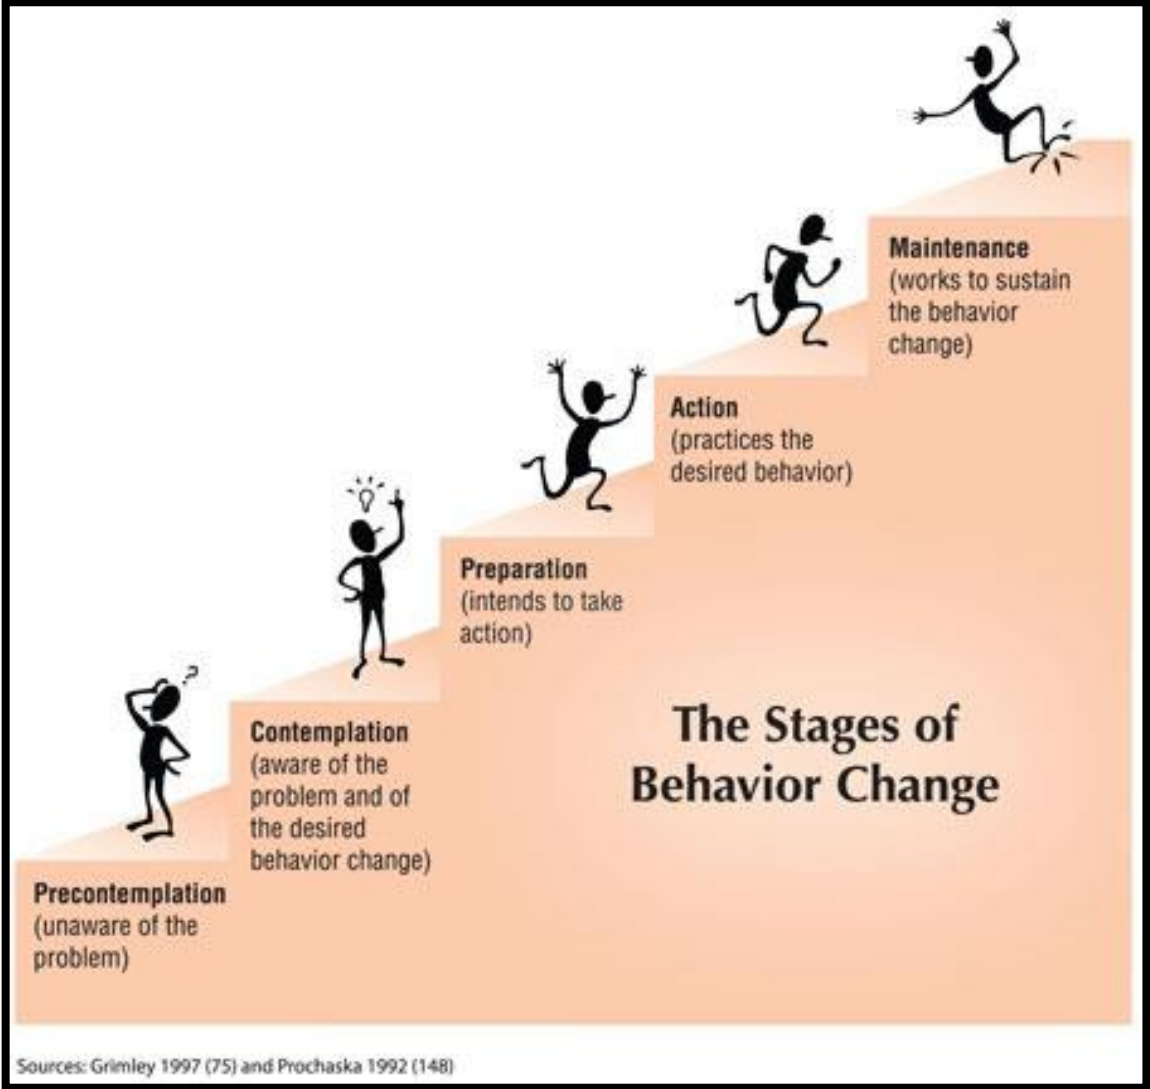 ?
Maintenance
(works to sustain
the behavior
change)
Action
(practices the
desired behavior)
Preparation
(intends to take
action)
The Stages of
Behavior Change
Contemplation
(aware of the
problem and of
the desired
behavior change)
Precontemplation
(unaware of the
problem)
Sources: Grimley 1997 (75) and Prochaska 1992 (148)